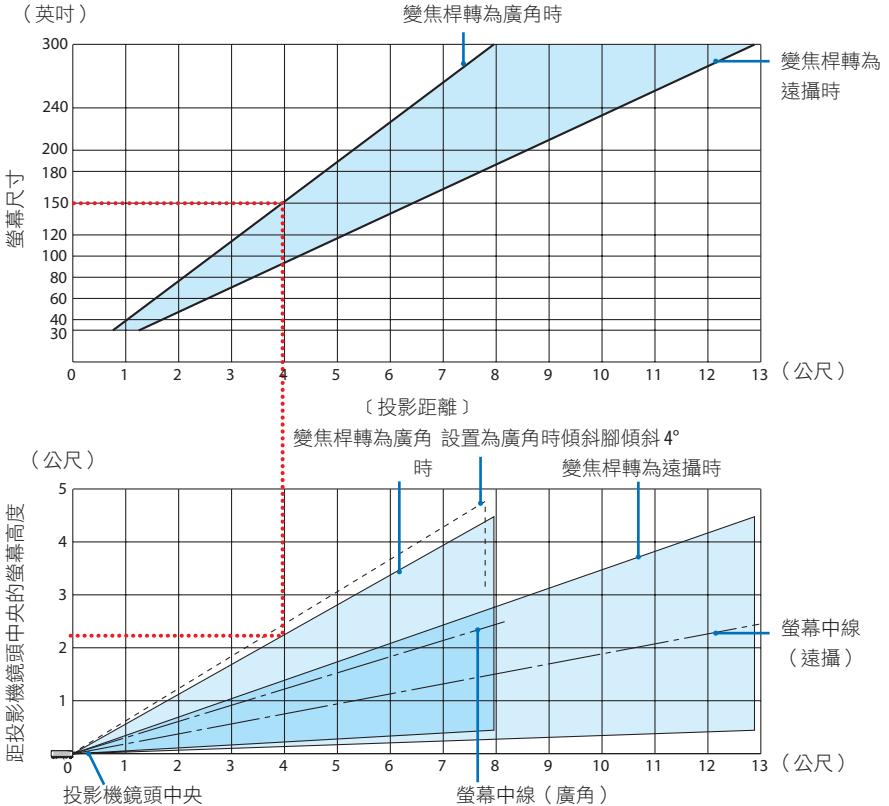 （英吋）
變焦桿轉為廣角時
300
240
200
180
150
120
100
80
60
40
30
螢幕尺寸
變焦桿轉為
遠攝時
0 1 2 3 4 5 6 7 8 9 10 11 12 13 （公尺）
〔投影距離〕
變焦桿轉為廣角
時
設置為廣角時傾斜腳傾斜 4°
變焦桿轉為遠攝時
（公尺）
5
4
3
2
1
距投影機鏡頭中央的螢幕高度
螢幕中線
（遠攝）
0 1 2 3 4 5 6 7 8 9 10 11 12 13 （公尺）
投影機鏡頭中央
螢幕中線（廣角）